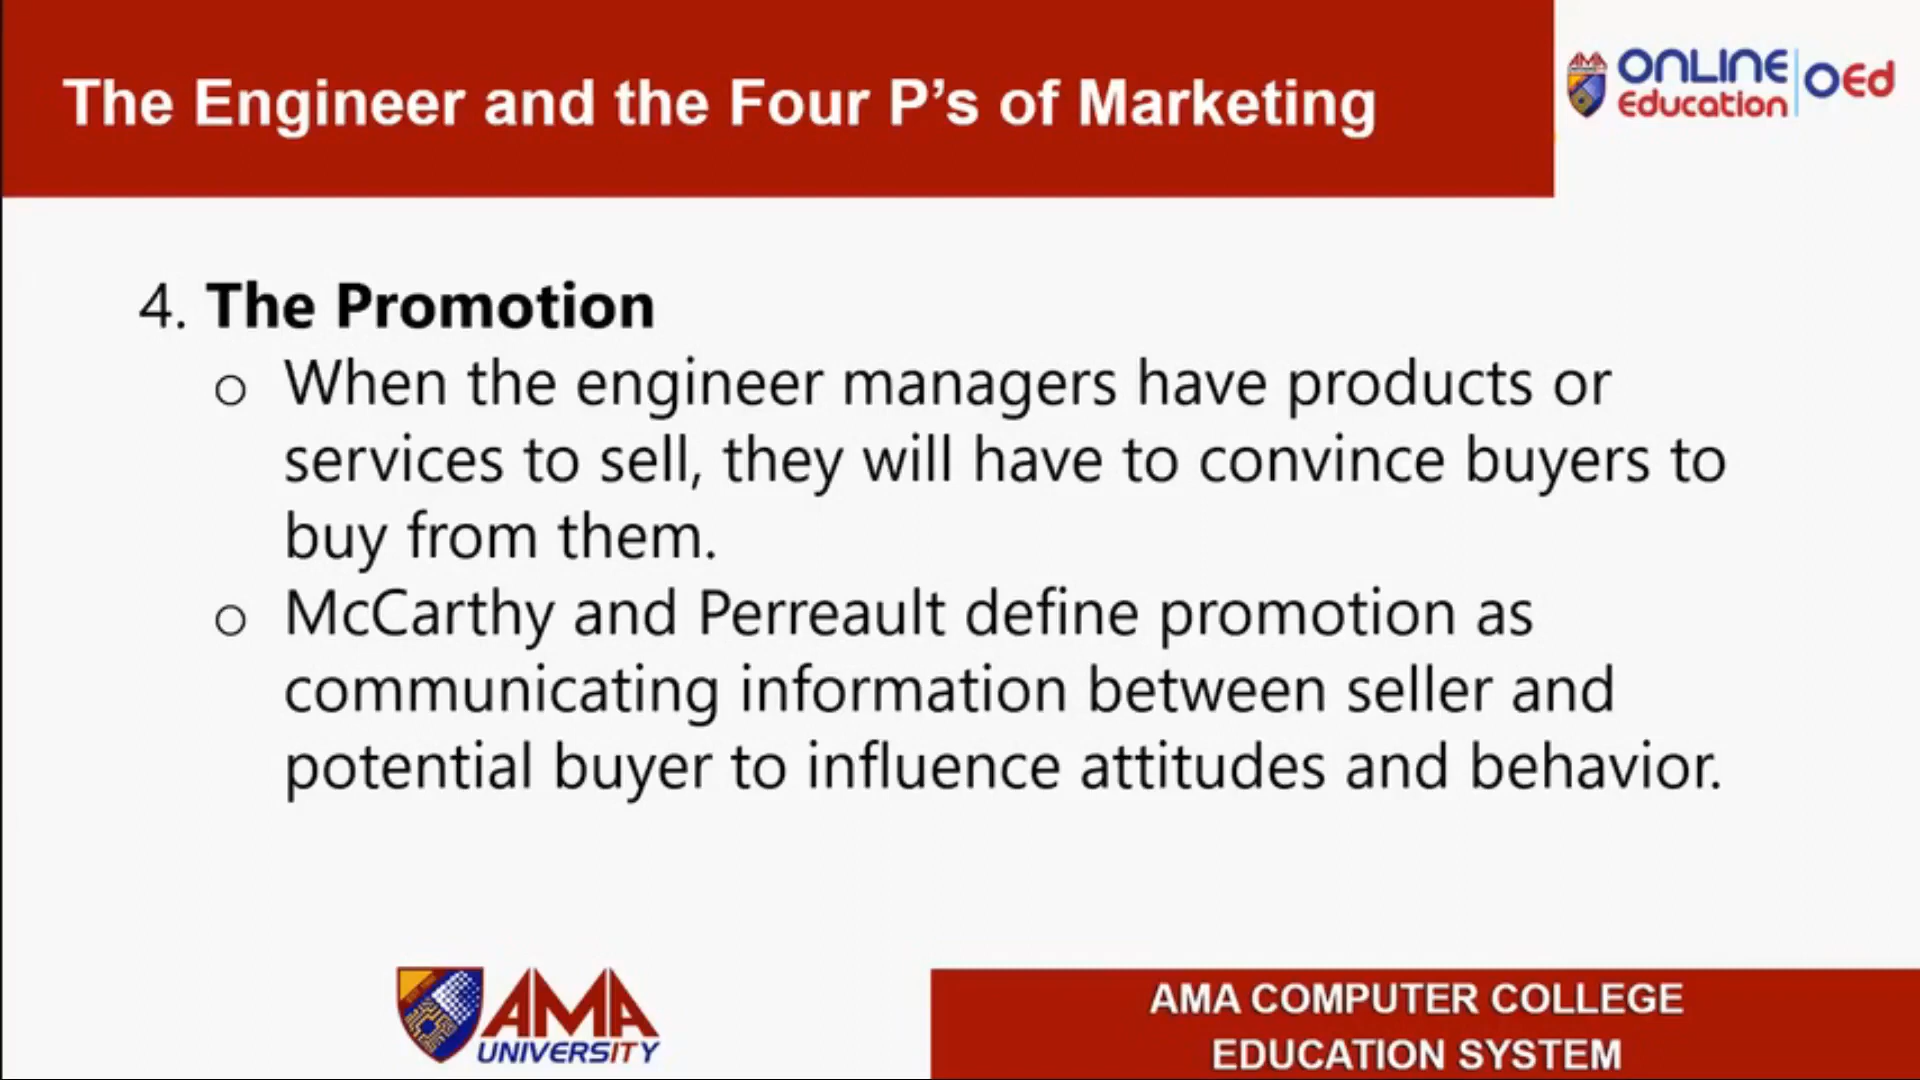 The Engineer and the Four P’s of Marketing
AMA
ONLINE
Education
OEd
4. The Promotion
o When the engineer managers have products or
services to sell, they will have to convince buyers to
buy from them.
o McCarthy and Perreault define promotion as
communicating information between seller and
potential buyer to influence attitudes and behavior.
AMA
UNIVERSITY
AMA COMPUTER COLLEGE
EDUCATION SYSTEM